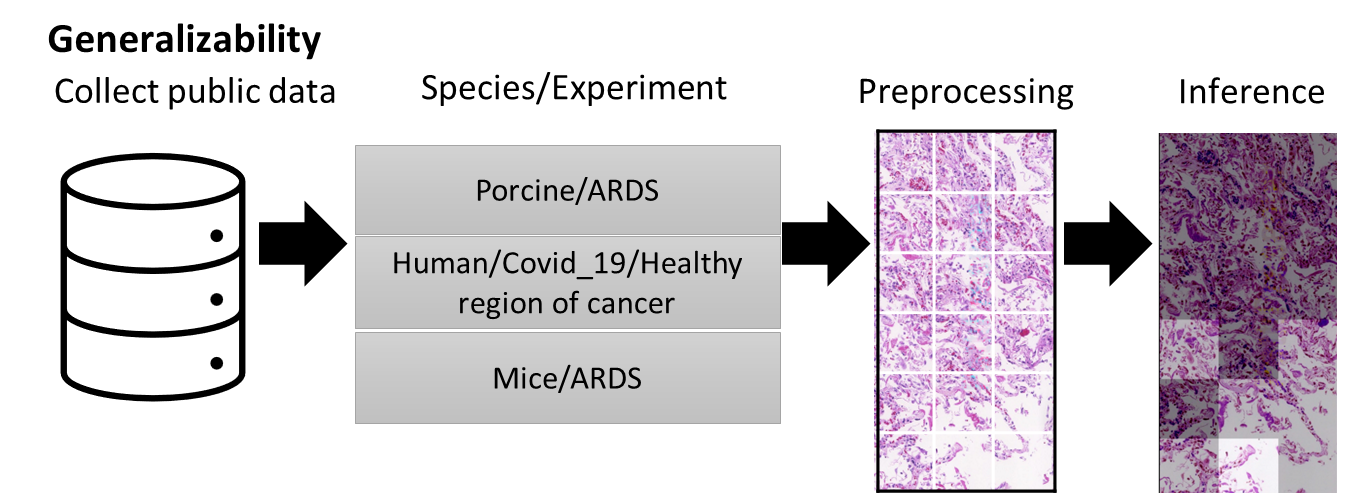 Generalizability
Collect public data
Species/Experiment
Preprocessing
Inference
Porcine/ARDS
Human/Covid_19/Healthy
region of cancer
Mice/ARDS